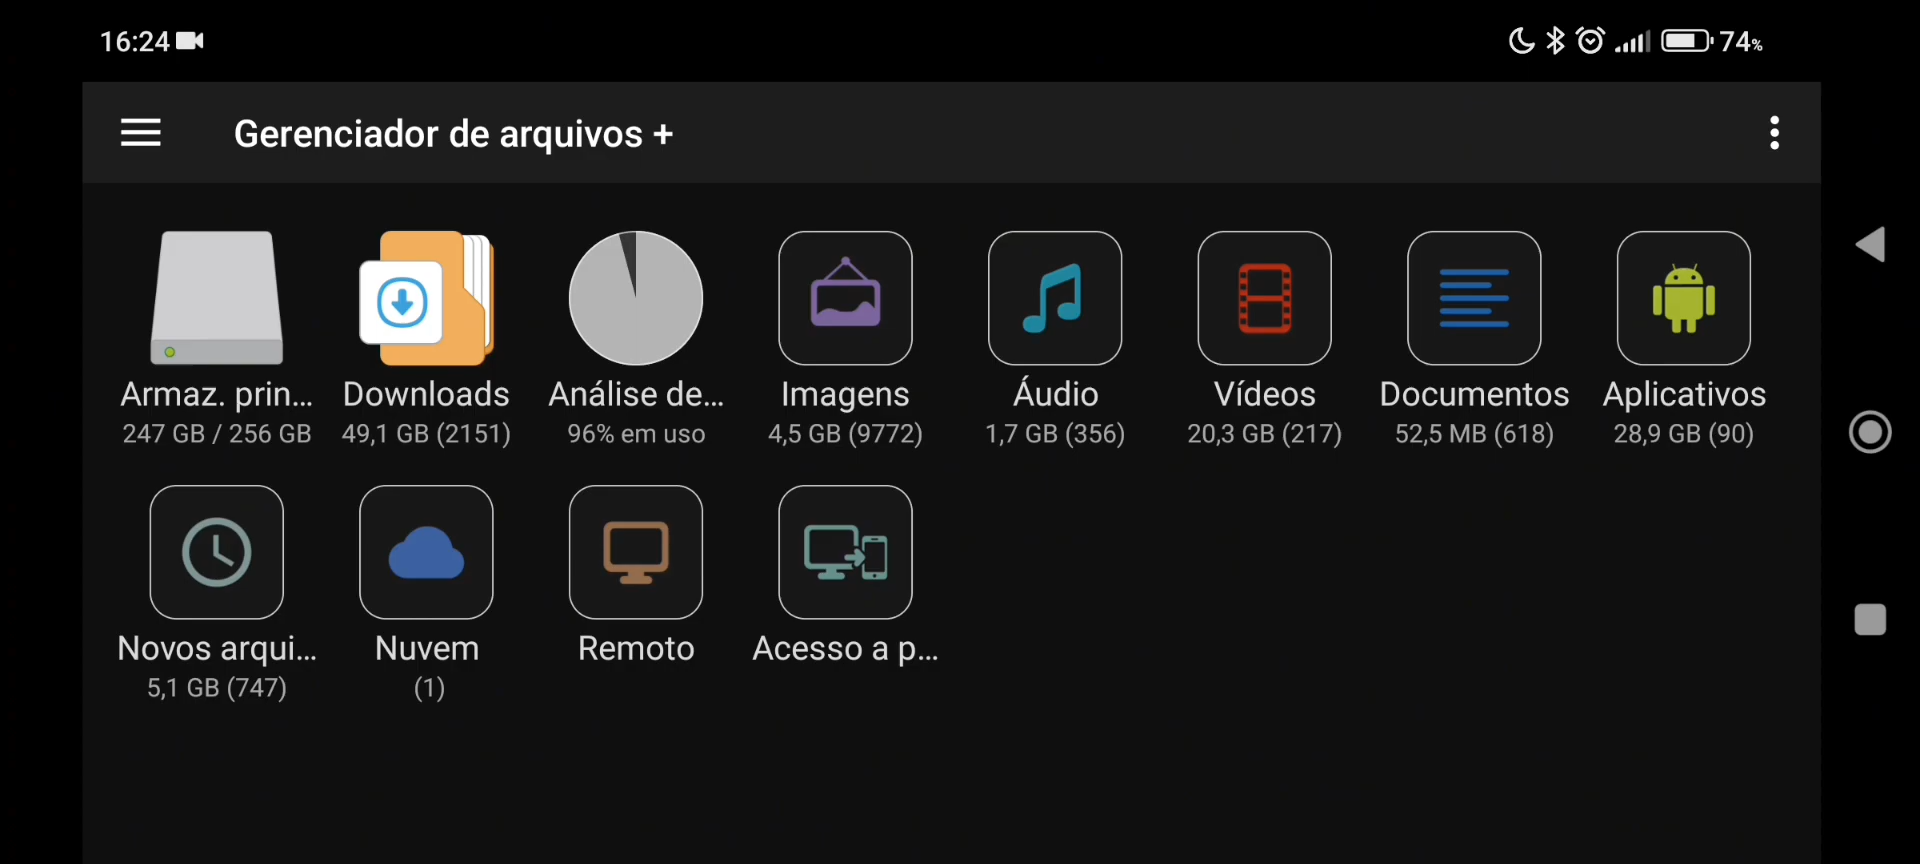 16:24
74%
Gerenciador de arquivos +
Armaz. prin...
247 GB / 256 GB
Downloads
49,1 GB (2151)
Análise de...
96% em uso
Imagens
4,5 GB (9772)
Áudio
1,7 GB (356)
Vídeos
20,3 GB (217)
Documentos
52,5 MB (618)
Aplicativos
28,9 GB (90)
Novos arqui...
5,1 GB (747)
Nuvem
(1)
Remoto
Acesso a p...